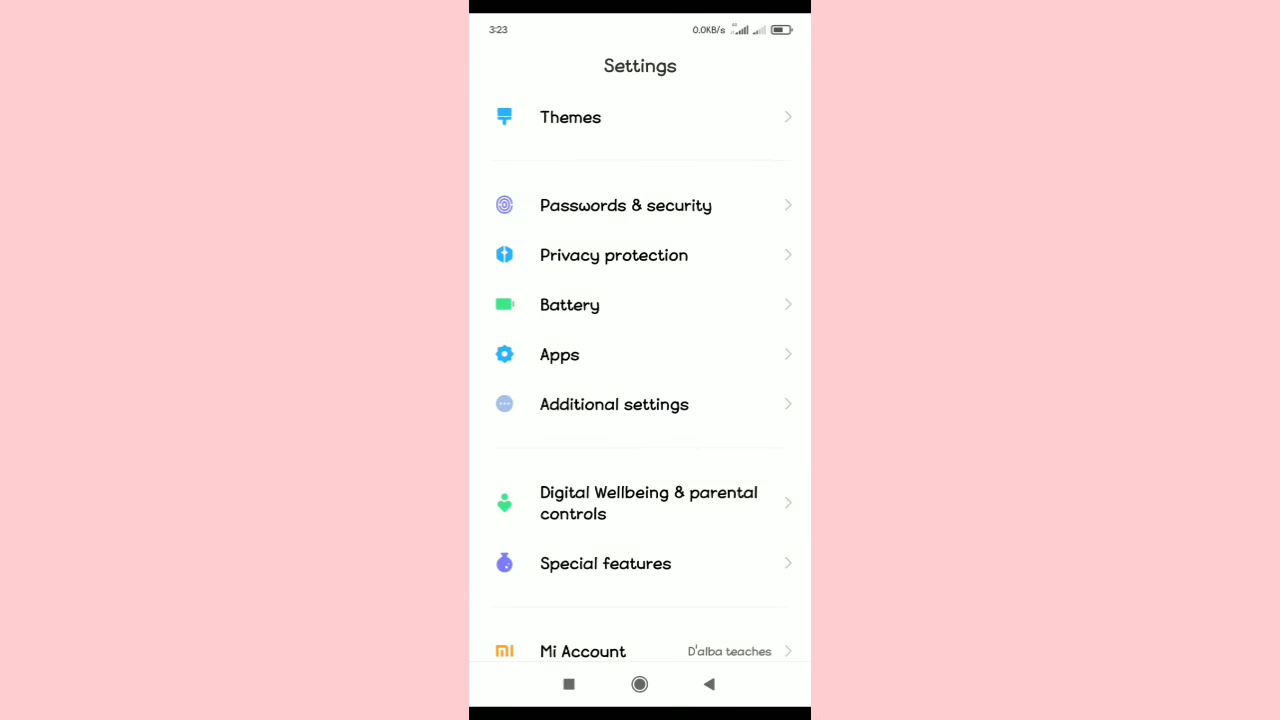 3:23
0.0KB/s
Settings
Themes
Passwords & security
Privacy protection
Battery
Apps
Additional settings
Digital Wellbeing & parental
controls
Special features
Mi Account D'alba teaches